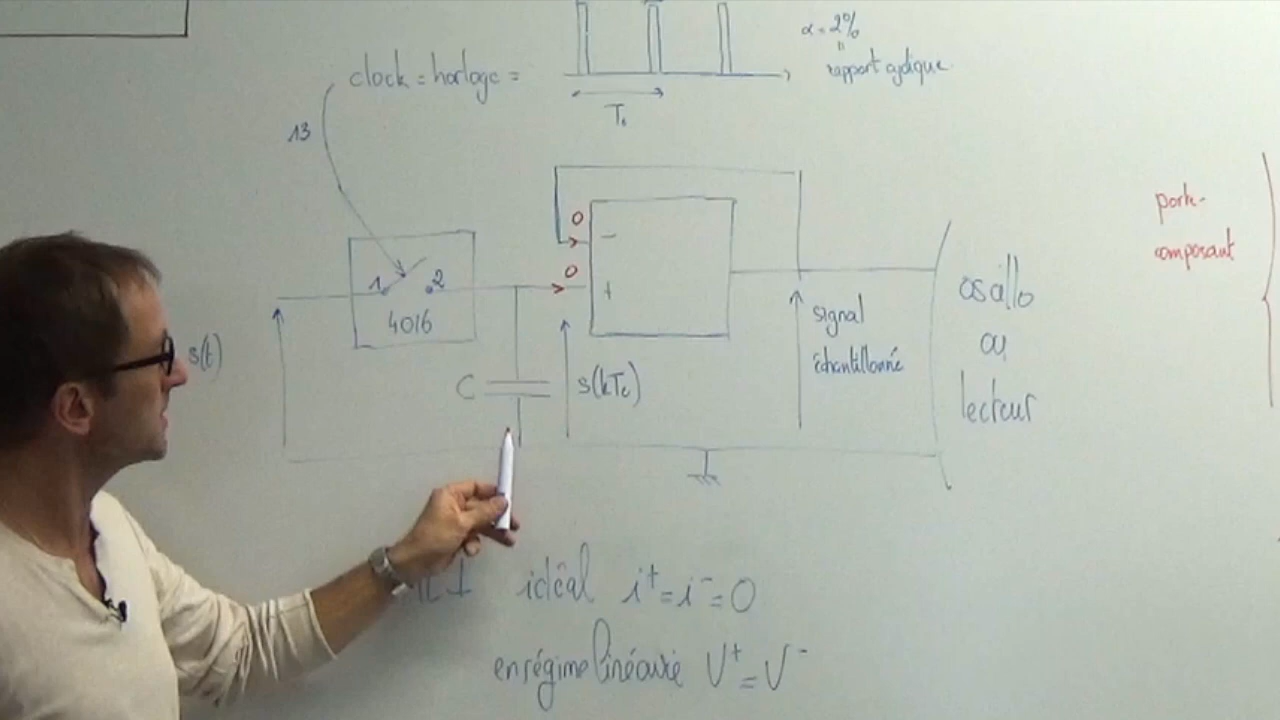 α = 2%
"
rapport cyclique
clock = horloge =
Te
13
0
−
0
1 2
+
4016
s(t)
C
s(kTe)
signal
échantillonné
oscillo
ou
lecteur
porte-
composant
idéal i⁺ = i⁻ = 0
en régime linéaire V⁺ = V⁻